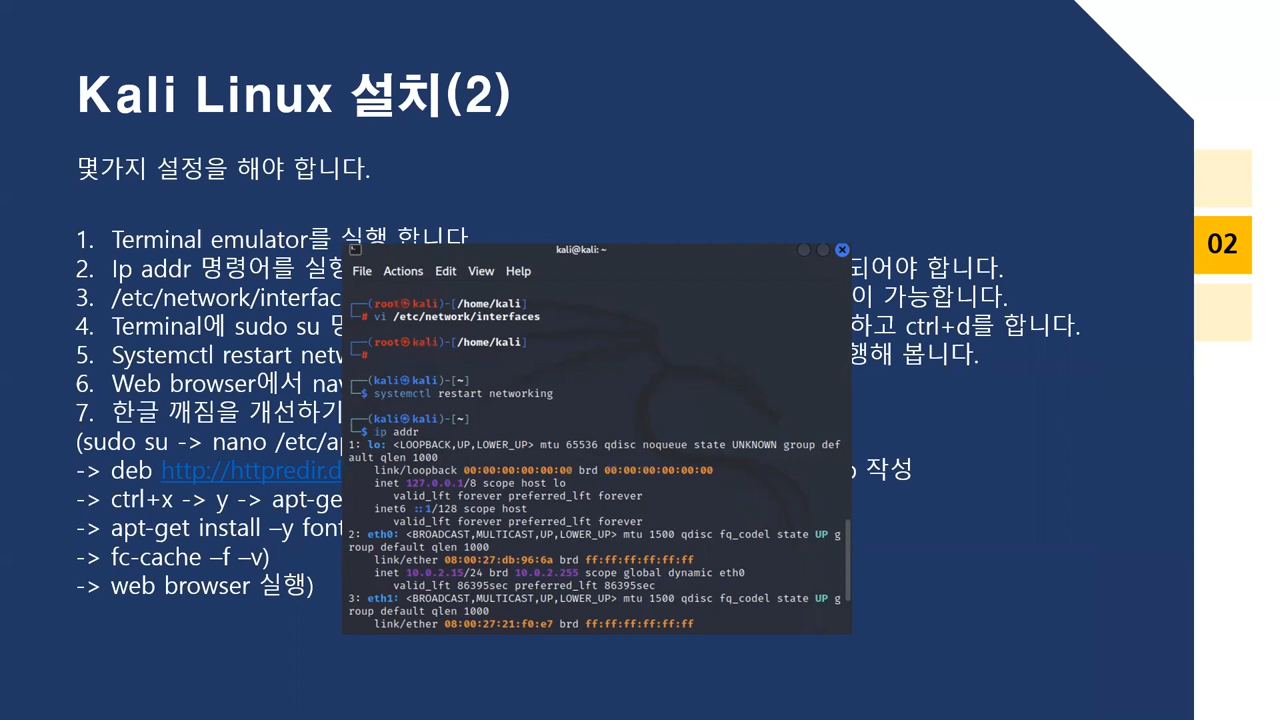 Kali Linux 설치(2)
몇가지 설정을 해야 합니다.
02
1. Terminal emulator를 실행 합니다
2. Ip addr 명령어를 실행 되어야 합니다.
3. /etc/network/interfac 이 가능합니다.
4. Terminal에 sudo su 하고 ctrl+d를 합니다.
5. Systemctl restart netw 행해 봅니다.
6. Web browser에서 nav
7. 한글 깨짐을 개선하기
(sudo su -> nano /etc/ap
-> deb http://httpredir.d 작성
-> ctrl+x -> y -> apt-ge
-> apt-get install –y font
-> fc-cache –f –v)
-> web browser 실행)
kali@kali: ~
File Actions Edit View Help
┌──(root㉿kali)-[/home/kali]
└─# vi /etc/network/interfaces
┌──(root㉿kali)-[/home/kali]
└─#
┌──(kali㉿kali)-[~]
└─$ systemctl restart networking
┌──(kali㉿kali)-[~]
└─$ ip addr
1: lo: <LOOPBACK,UP,LOWER_UP> mtu 65536 qdisc noqueue state UNKNOWN group def
ault qlen 1000
link/loopback 00:00:00:00:00:00 brd 00:00:00:00:00:00
inet 127.0.0.1/8 scope host lo
valid_lft forever preferred_lft forever
inet6 ::1/128 scope host
valid_lft forever preferred_lft forever
2: eth0: <BROADCAST,MULTICAST,UP,LOWER_UP> mtu 1500 qdisc fq_codel state UP g
roup default qlen 1000
link/ether 08:00:27:db:96:6a brd ff:ff:ff:ff:ff:ff
inet 10.0.2.15/24 brd 10.0.2.255 scope global dynamic eth0
valid_lft 86395sec preferred_lft 86395sec
3: eth1: <BROADCAST,MULTICAST,UP,LOWER_UP> mtu 1500 qdisc fq_codel state UP g
roup default qlen 1000
link/ether 08:00:27:21:f0:e7 brd ff:ff:ff:ff:ff:ff